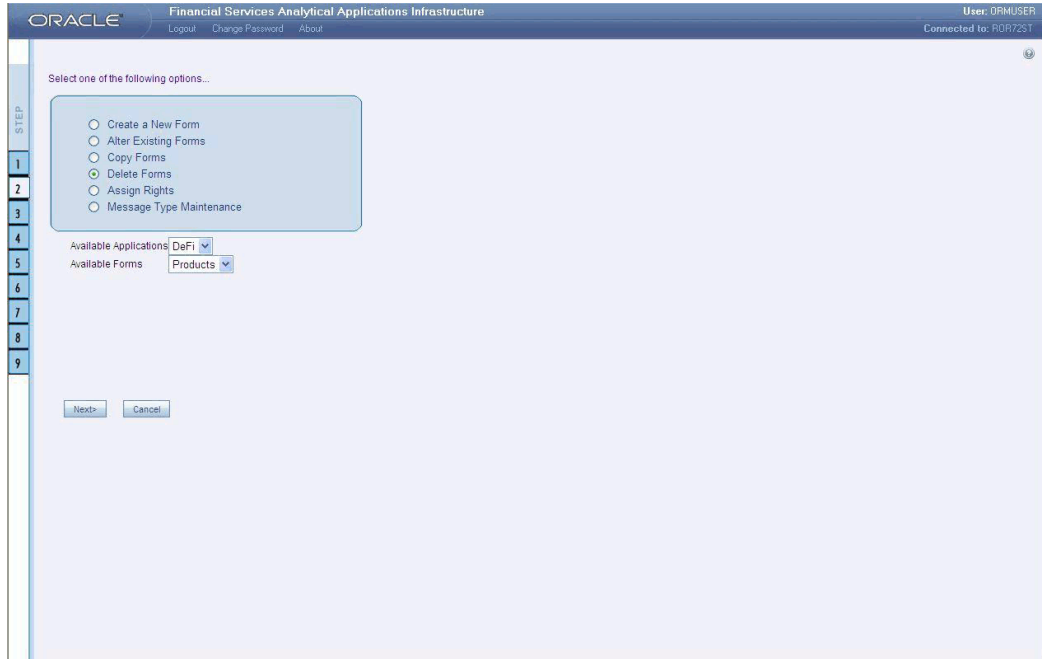 ORACLE
Financial Services Analytical Applications Infrastructure
User: ORMUSER
Logout Change Password About
Connected to: ROR72ST
Select one of the following options...
STEP
Create a New Form
Alter Existing Forms
Copy Forms
Delete Forms
Assign Rights
Message Type Maintenance
1
2
3
4
5
6
7
8
9
Available Applications DeFi
Available Forms Products
Next> Cancel